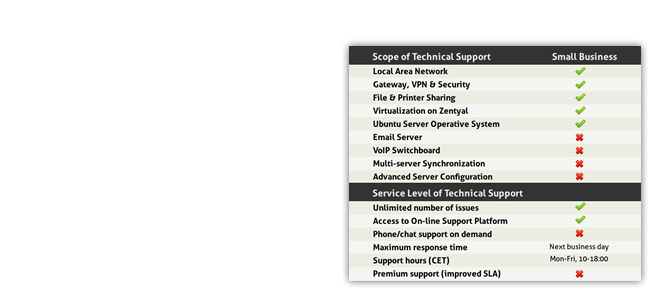 Scope of Technical Support Small Business
Local Area Network
Gateway, VPN & Security
File & Printer Sharing
Virtualization on Zentyal
Ubuntu Server Operative System
Email Server
VoIP Switchboard
Multi-server Synchronization
Advanced Server Configuration
Service Level of Technical Support
Unlimited number of issues
Access to On-line Support Platform
Phone/chat support on demand
Maximum response time Next business day
Support hours (CET) Mon-Fri, 10-18:00
Premium support (improved SLA)